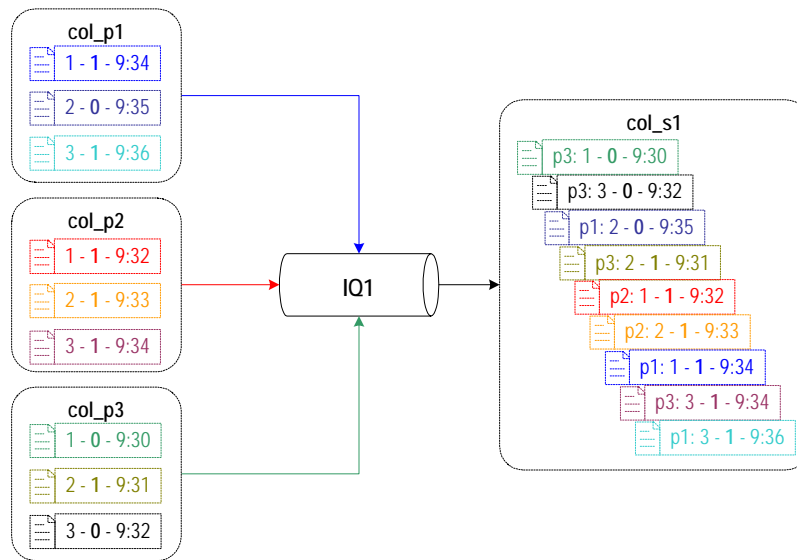 col_p1
1 - 1 - 9:34
2 - 0 - 9:35
3 - 1 - 9:36
col_p2
1 - 1 - 9:32
2 - 1 - 9:33
3 - 1 - 9:34
col_p3
1 - 0 - 9:30
2 - 1 - 9:31
3 - 0 - 9:32
IQ1
col_s1
p3: 1 - 0 - 9:30
p3: 3 - 0 - 9:32
p1: 2 - 0 - 9:35
p3: 2 - 1 - 9:31
p2: 1 - 1 - 9:32
p2: 2 - 1 - 9:33
p1: 1 - 1 - 9:34
p3: 3 - 1 - 9:34
p1: 3 - 1 - 9:36